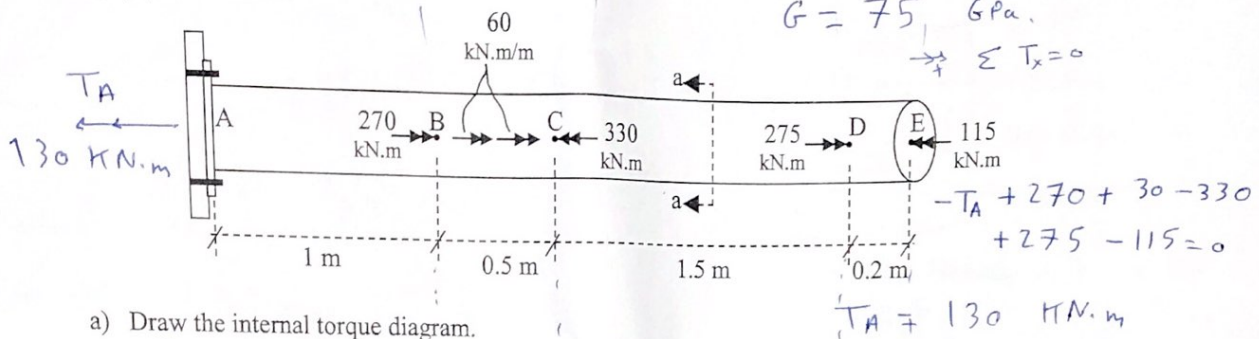 G = 75 GPa.
60
kN.m/m
→+ Σ Tx=0
TA
130 KN.m
A
270
kN.m
B
C
330
kN.m
a
a
275
kN.m
D
E
115
kN.m
-TA + 270 + 30 - 330
+ 275 - 115 = 0
1 m
0.5 m
1.5 m
0.2 m
TA = 130 KN.m
a) Draw the internal torque diagram.